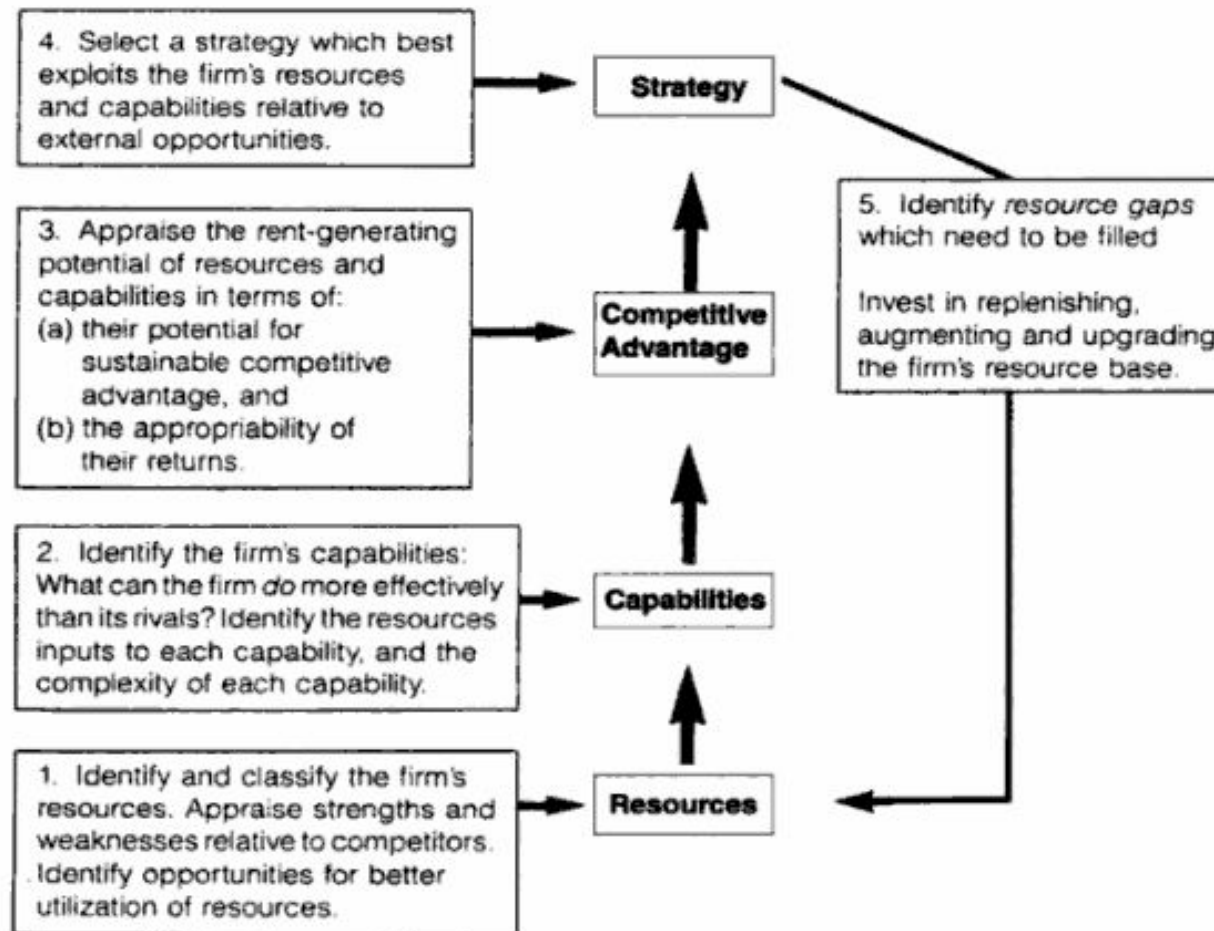 4. Select a strategy which best
exploits the firm's resources
and capabilities relative to
external opportunities.
Strategy
3. Appraise the rent-generating
potential of resources and
capabilities in terms of:
(a) their potential for
sustainable competitive
advantage, and
(b) the appropriability of
their returns.
Competitive
Advantage
5. Identify resource gaps
which need to be filled
Invest in replenishing,
augmenting and upgrading
the firm's resource base.
2. Identify the firm's capabilities:
What can the firm do more effectively
than its rivals? Identify the resources
inputs to each capability, and the
complexity of each capability.
Capabilities
1. Identify and classify the firm's
resources. Appraise strengths and
weaknesses relative to competitors.
Identify opportunities for better
utilization of resources.
Resources